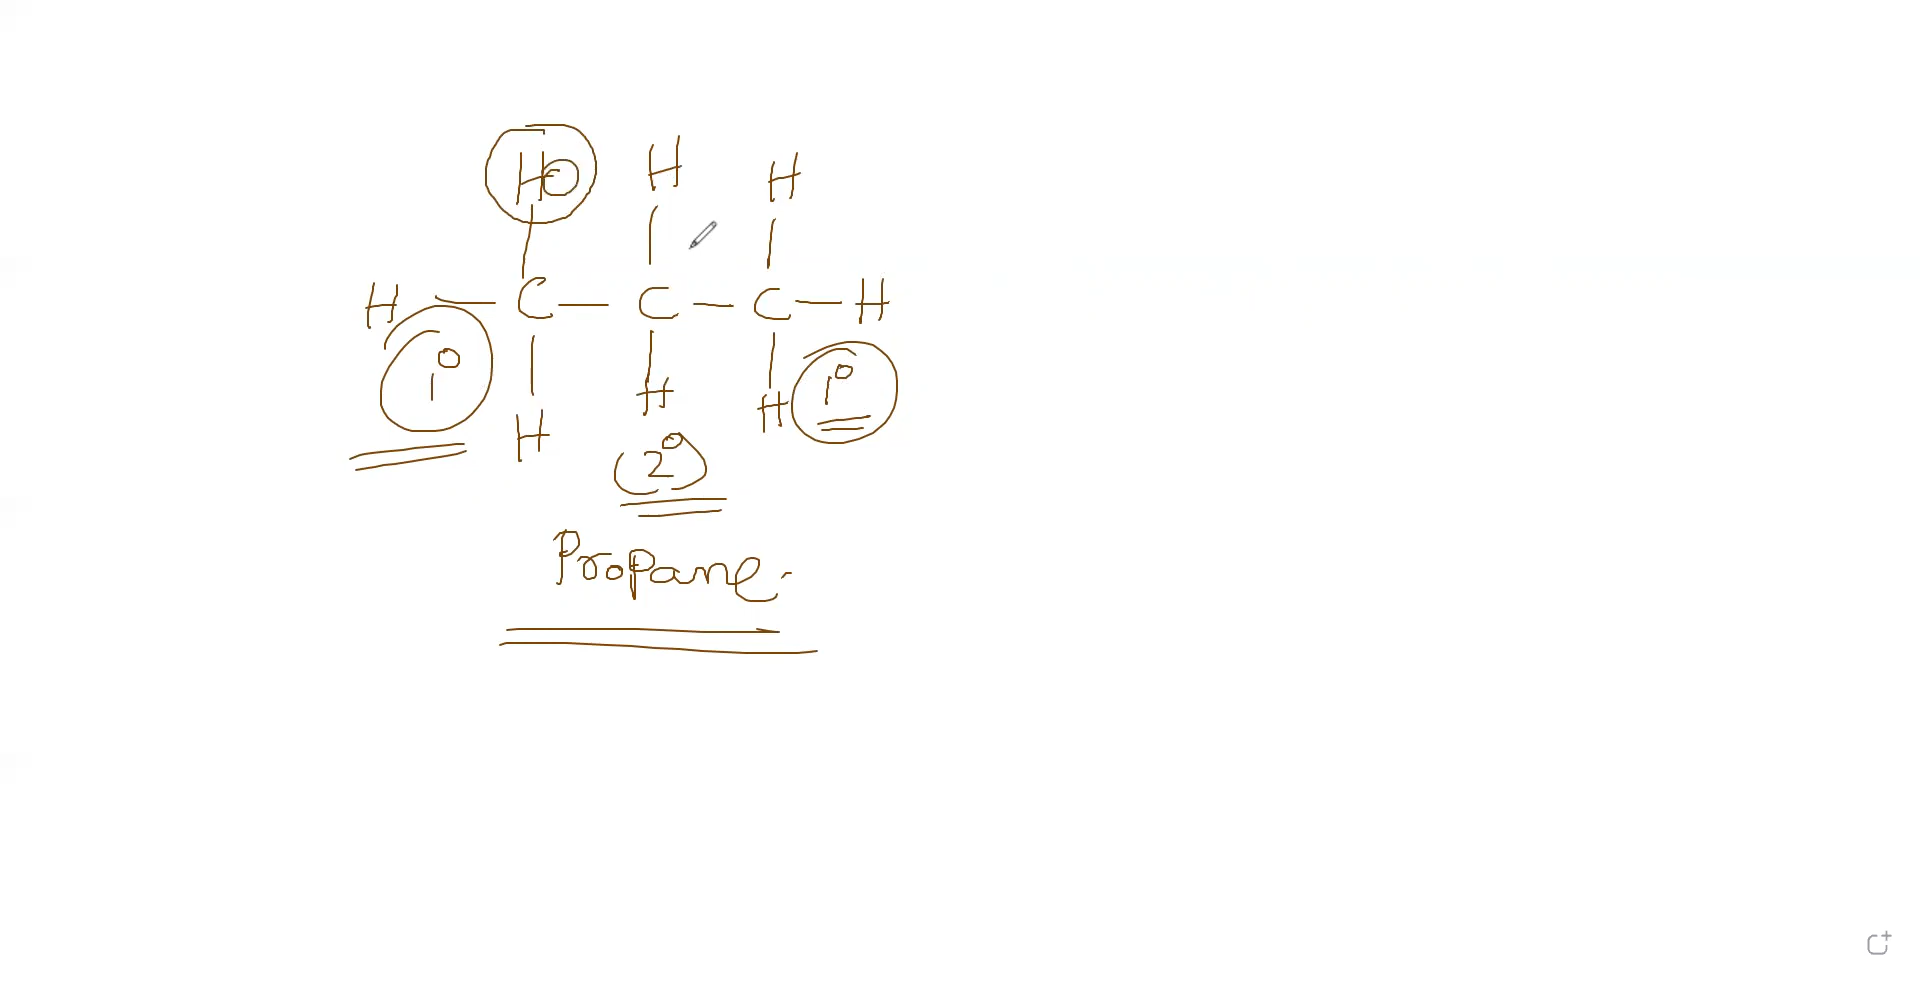 H H H
H — C — C — C — H
1° H H H 1°
2°
Propane.